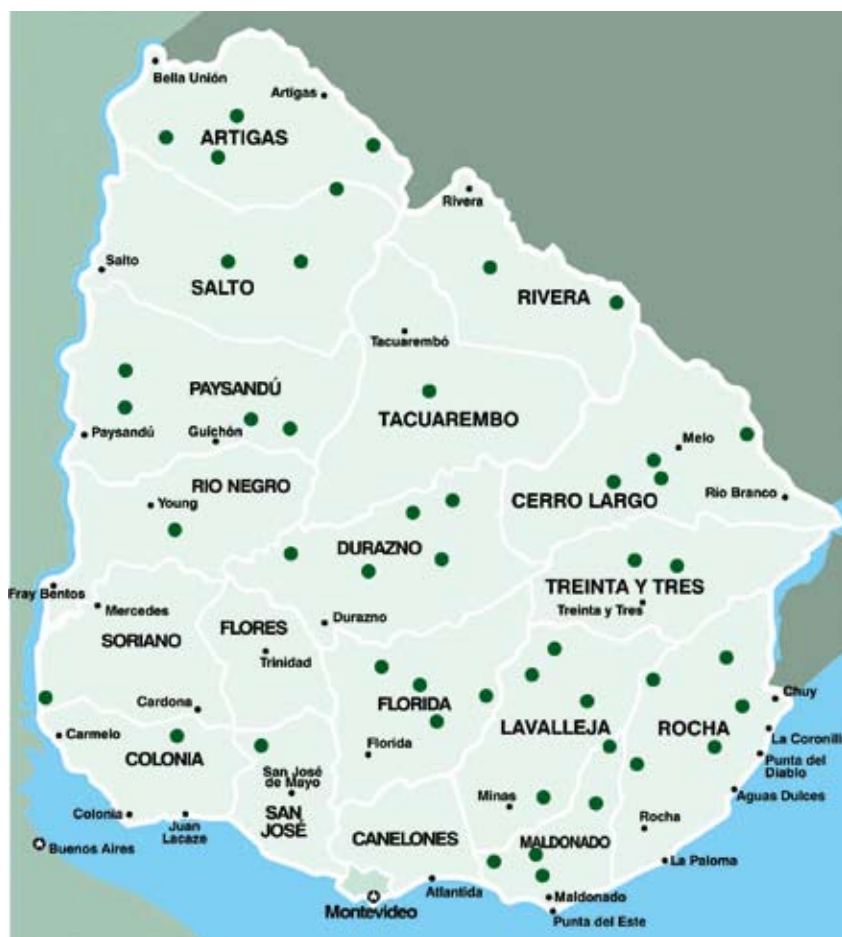 Bella Unión
Artigas
ARTIGAS
Rivera
Salto
SALTO
RIVERA
Tacuarembó
PAYSANDÚ
TACUAREMBO
Paysandú
Guichón
Melo
RIO NEGRO
CERRO LARGO
Rio Branco
Young
DURAZNO
Fray Bentos
TREINTA Y TRES
Mercedes
Treinta y Tres
SORIANO
FLORES
Durazno
Trinidad
Chuy
Cardona
FLORIDA
LAVALLEJA
ROCHA
Carmelo
La Coronill
COLONIA
Florida
Punta del
Diablo
San José
de Mayo
Aguas Dulces
Minas
Colonia
Juan
Lacaze
SAN
JOSÉ
Rocha
CANELONES
MALDONADO
Buenos Aires
La Paloma
Atlantida
Maldonado
Montevideo
Punta del Este